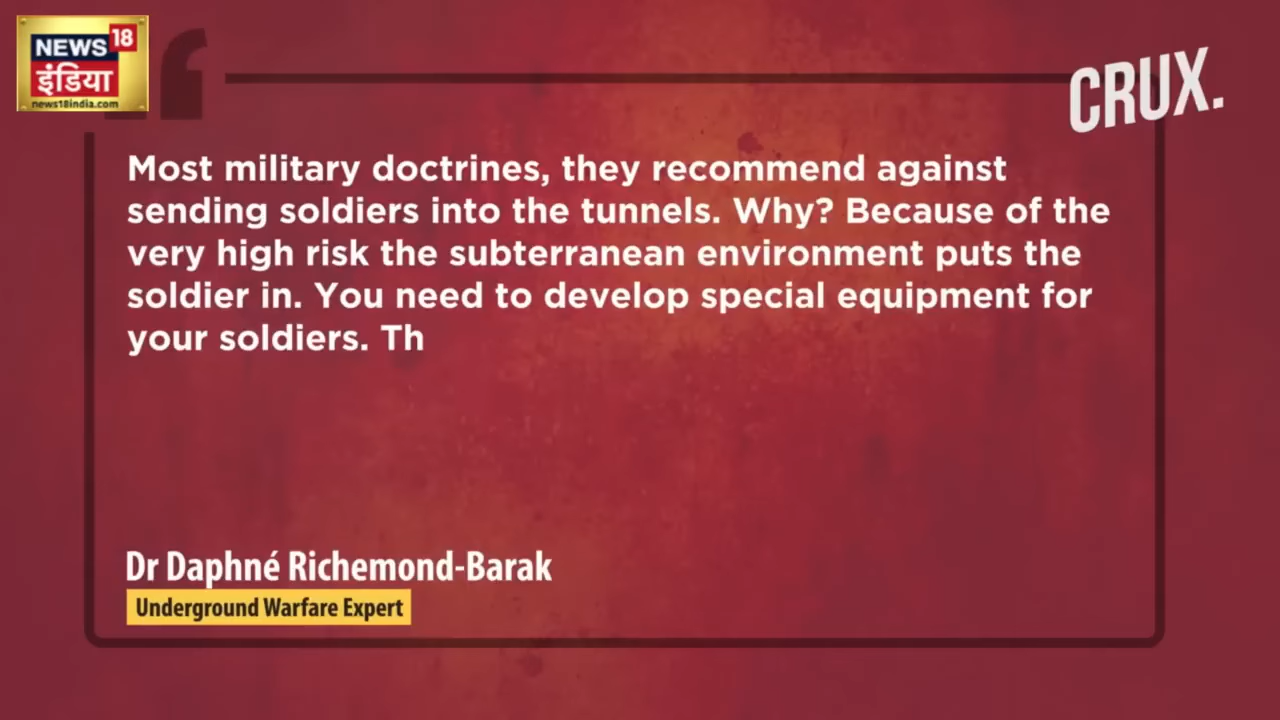 NEWS 18
इंडिया
news18india.com
CRUX.
Most military doctrines, they recommend against
sending soldiers into the tunnels. Why? Because of the
very high risk the subterranean environment puts the
soldier in. You need to develop special equipment for
your soldiers. Th
Dr Daphné Richemond-Barak
Underground Warfare Expert